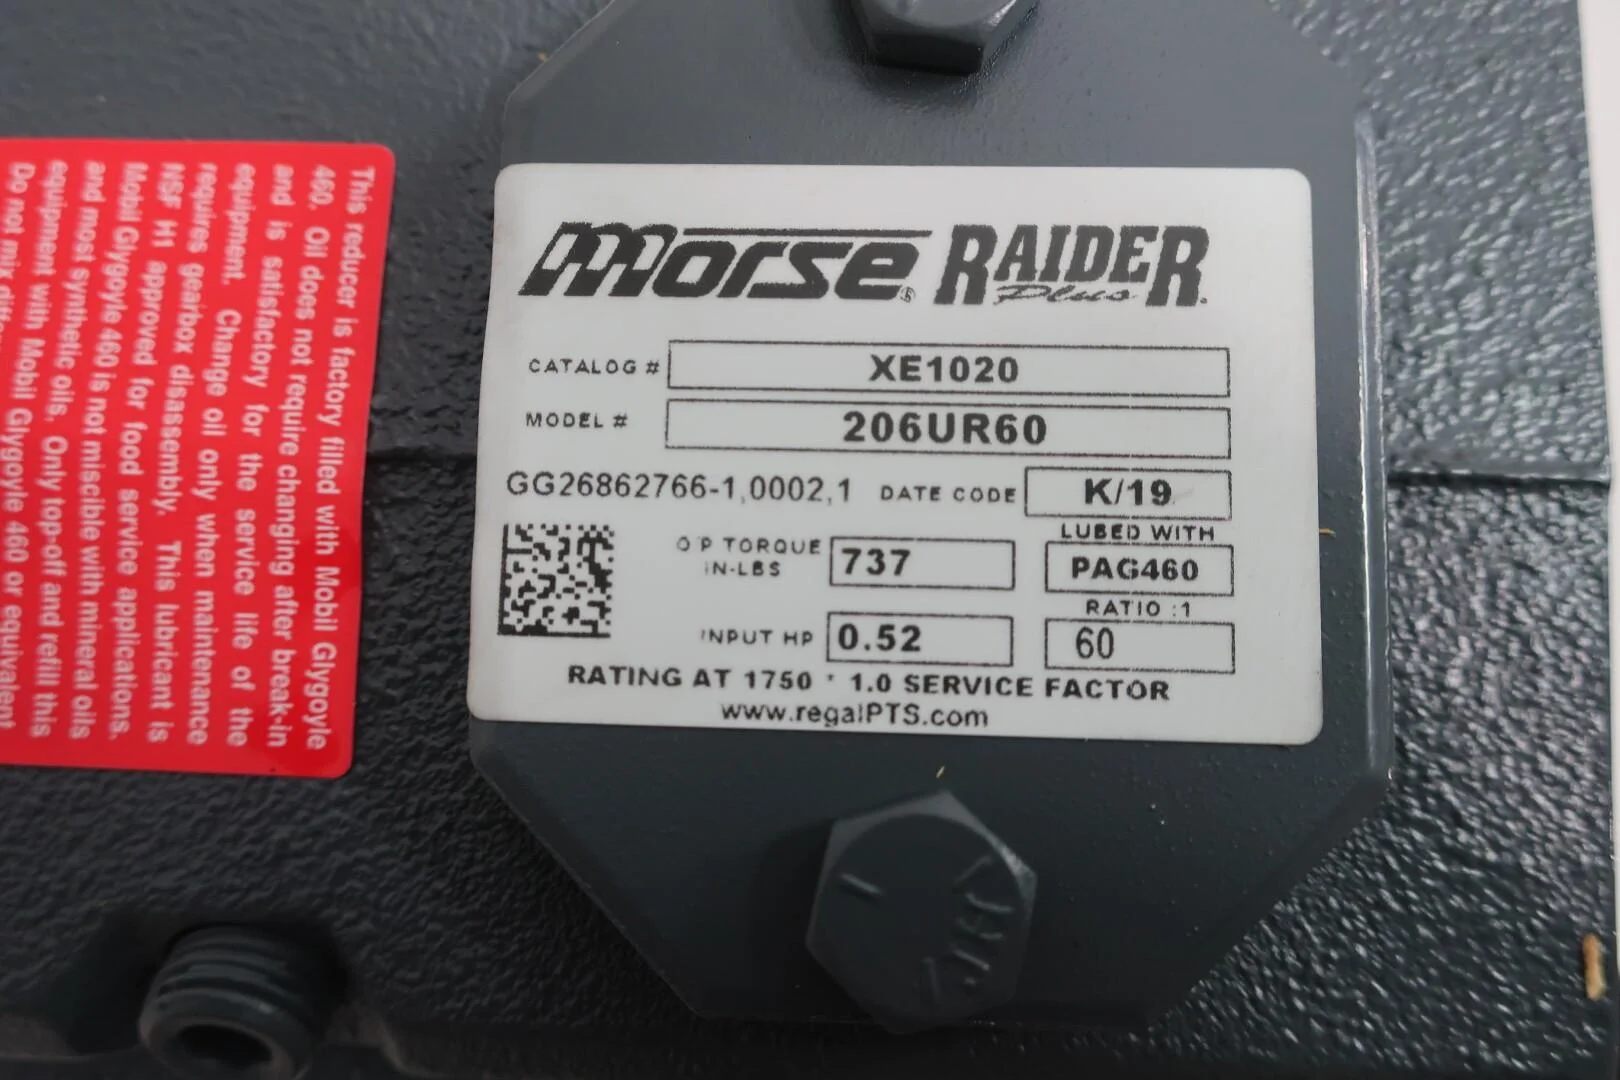 This reducer is factory filled with Mobil Glygoyle
460. Oil does not require changing after break-in
and is satisfactory for the service life of the
equipment. Change oil only when maintenance
requires gearbox disassembly. This lubricant is
NSF H1 approved for food service applications.
Mobil Glygoyle 460 is not miscible with mineral oils
and most synthetic oils. Only top-off and refill this
equipment with Mobil Glygoyle 460 or equivalent
Do not mix
morse® RAIDER
Plus
CATALOG # XE1020
MODEL # 206UR60
GG26862766-1,0002,1 DATE CODE K/19
LUBED WITH
O P TORQUE
IN-LBS 737 PAG460
RATIO :1
INPUT HP 0.52 60
RATING AT 1750 * 1.0 SERVICE FACTOR
www.regalPTS.com